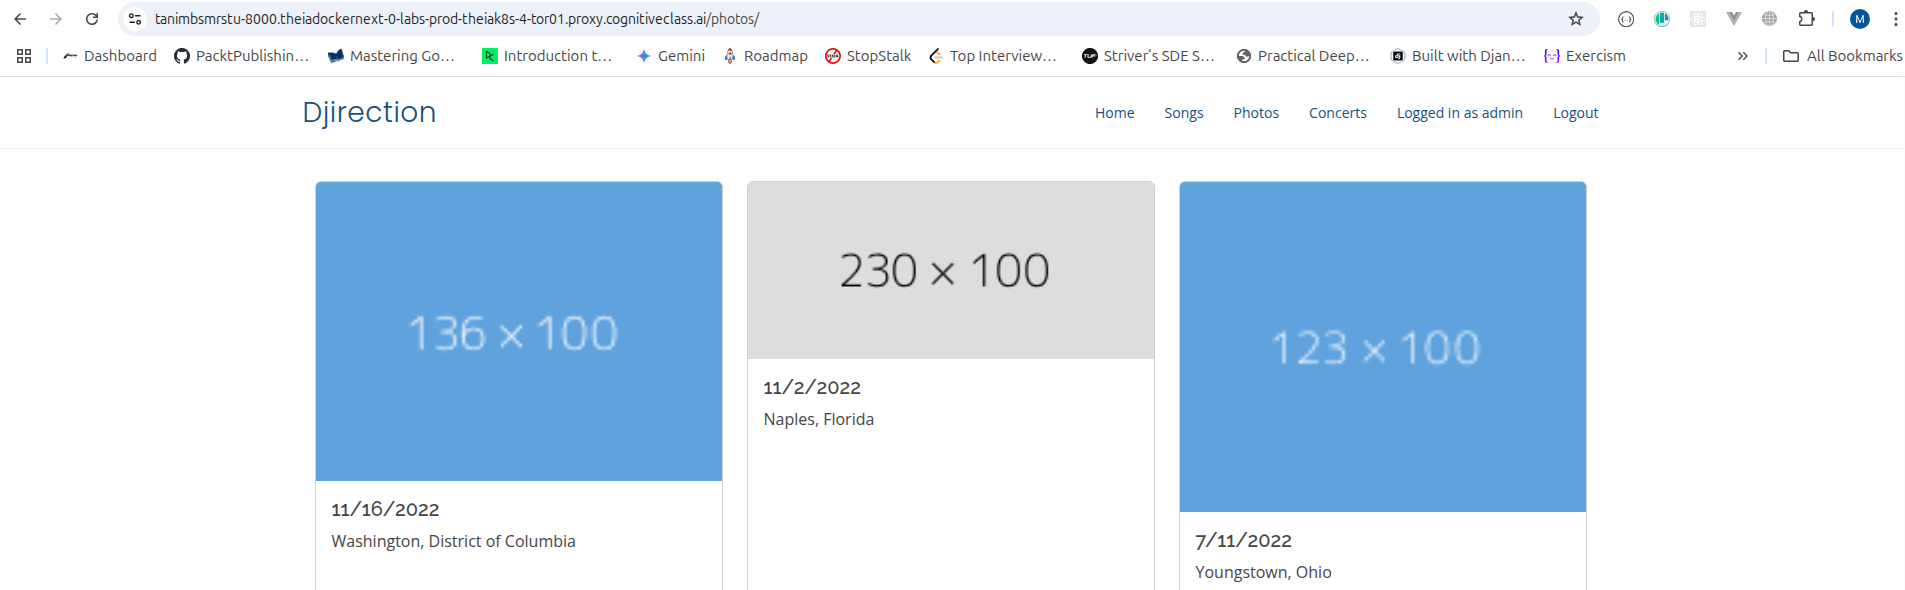 tanimbsmrstu-8000.theiadockernext-0-labs-prod-theiak8s-4-tor01.proxy.cognitiveclass.ai/photos/
M
Dashboard PacktPublishin... Mastering Go... Introduction t... Gemini Roadmap StopStalk Top Interview... Striver's SDE S... Practical Deep... Built with Djan... Exercism » All Bookmarks
Djirection Home Songs Photos Concerts Logged in as admin Logout
136 × 100
11/16/2022
Washington, District of Columbia
230 × 100
11/2/2022
Naples, Florida
123 × 100
7/11/2022
Youngstown, Ohio